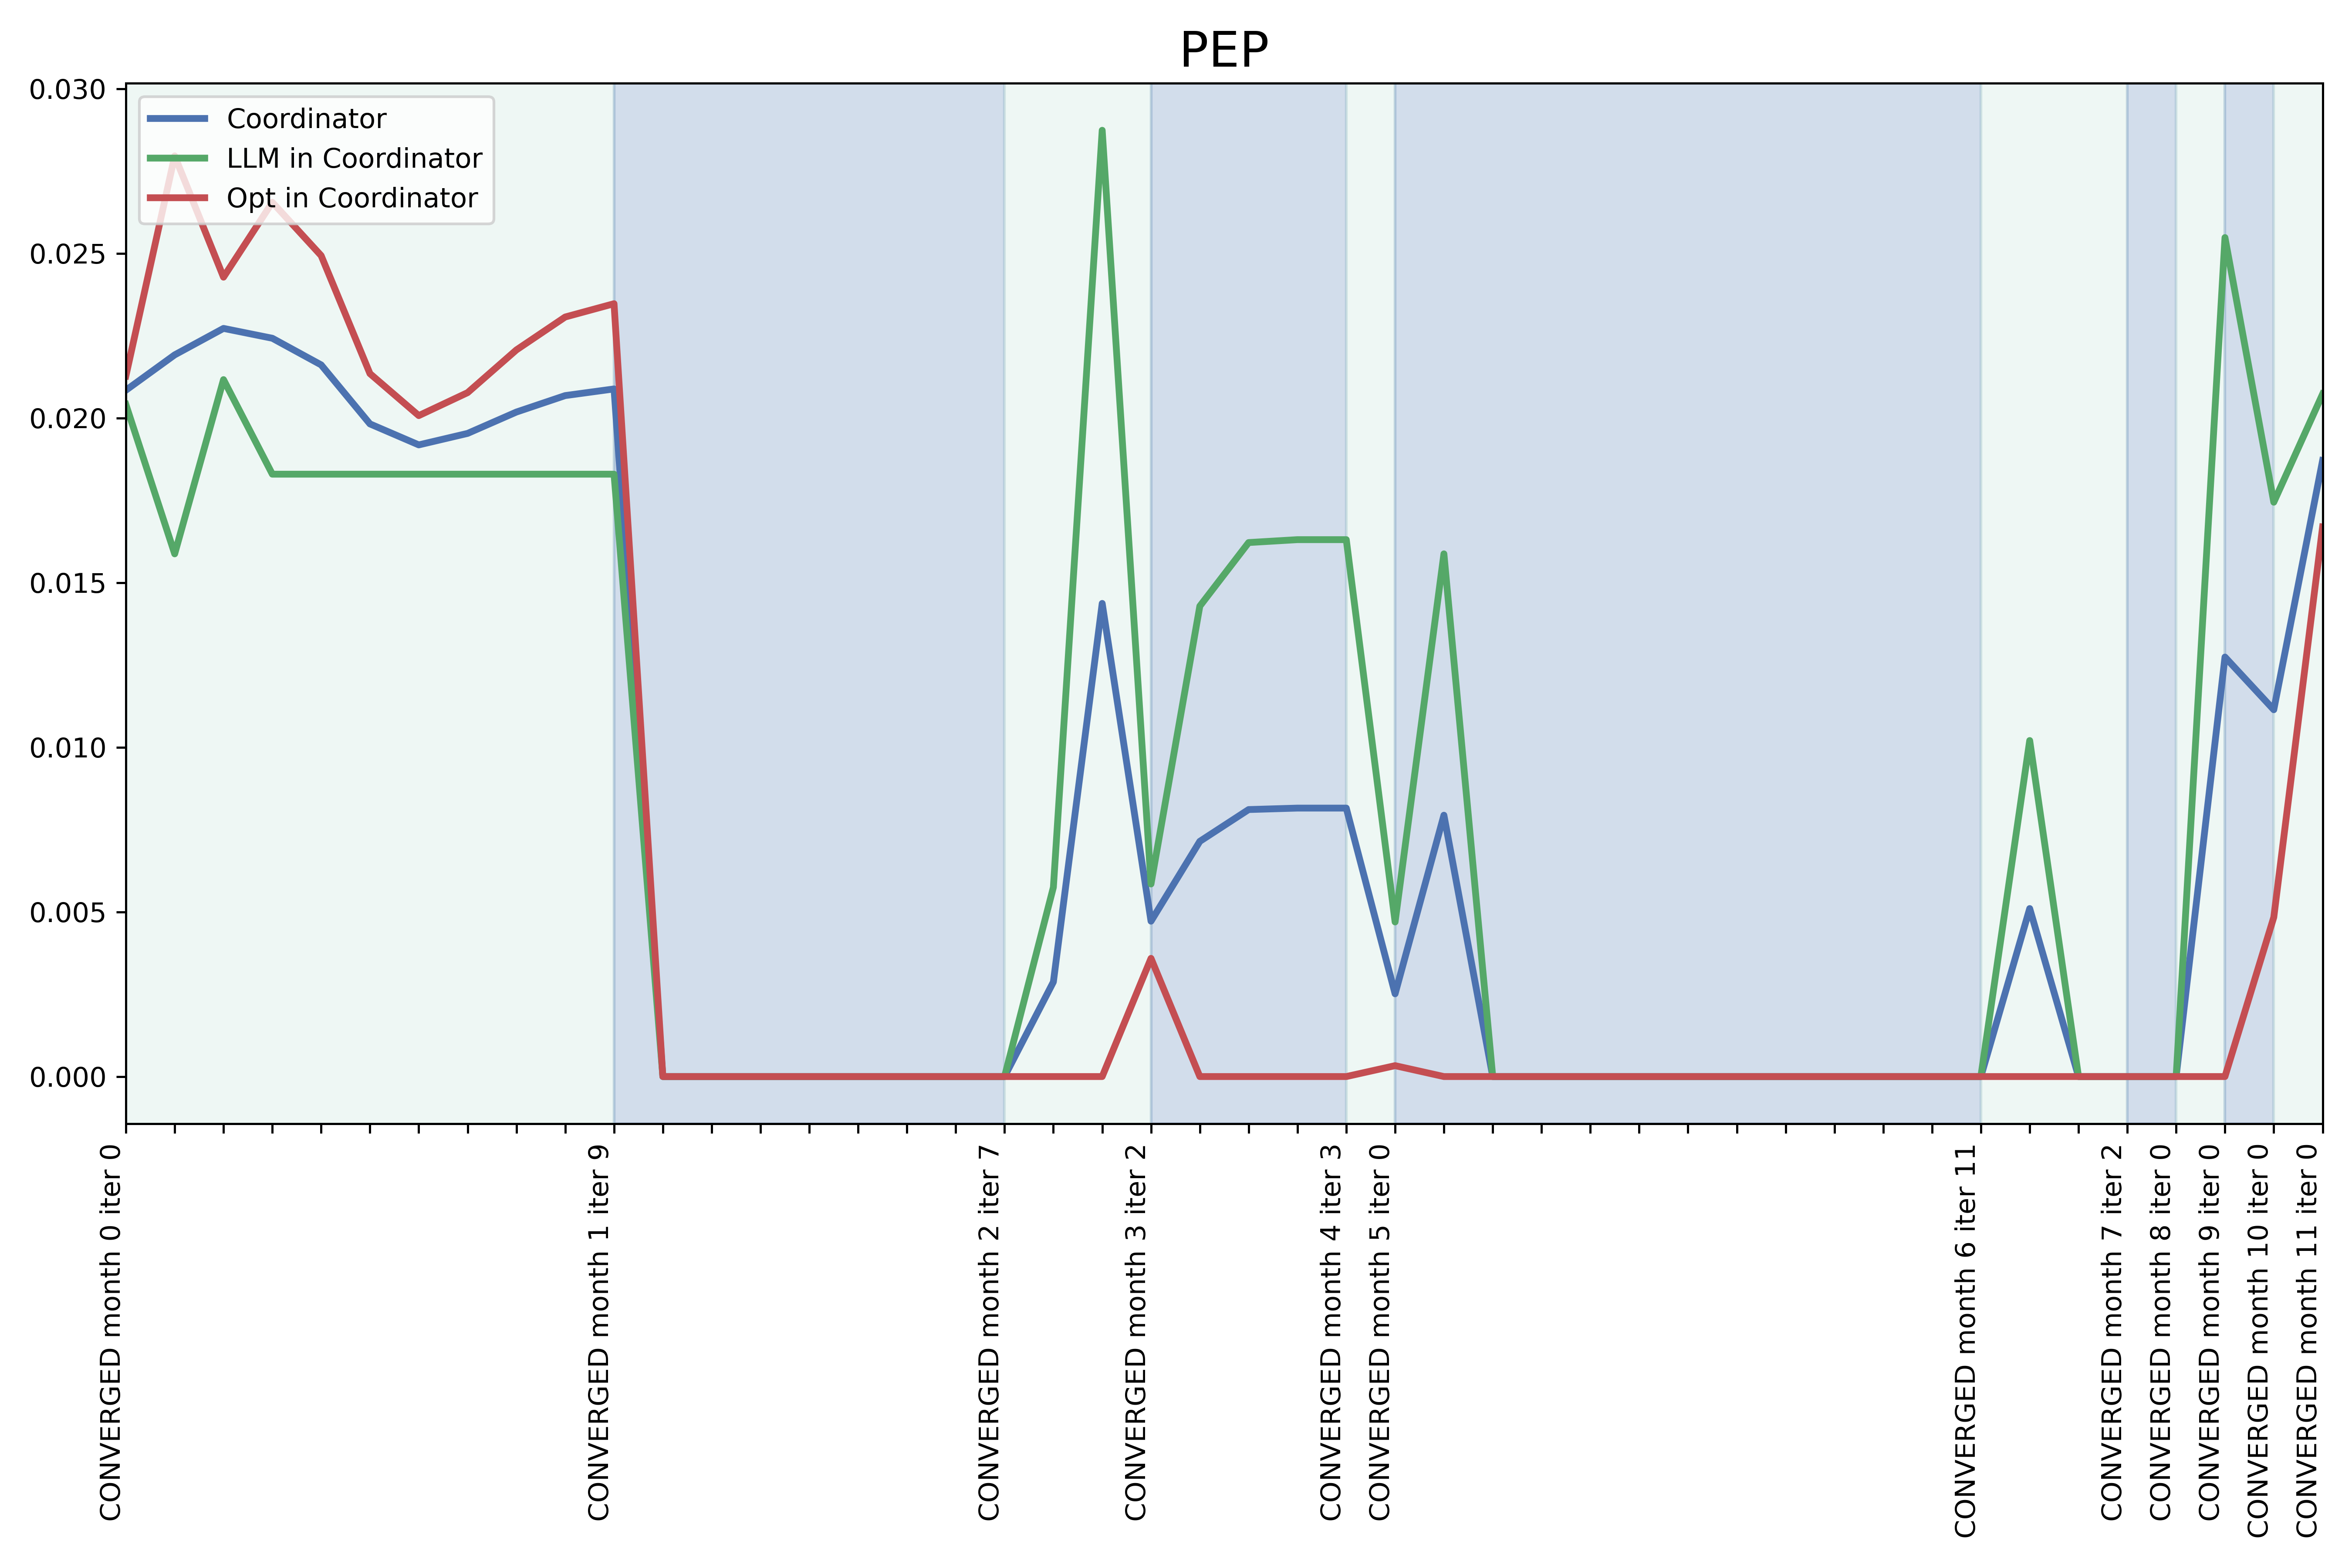 PEP
0.030
0.025
0.020
0.015
0.010
0.005
0.000
Coordinator
LLM in Coordinator
Opt in Coordinator
CONVERGED month 0 iter 0
CONVERGED month 1 iter 9
CONVERGED month 2 iter 7
CONVERGED month 3 iter 2
CONVERGED month 4 iter 3
CONVERGED month 5 iter 0
CONVERGED month 6 iter 11
CONVERGED month 7 iter 2
CONVERGED month 8 iter 0
CONVERGED month 9 iter 0
CONVERGED month 10 iter 0
CONVERGED month 11 iter 0